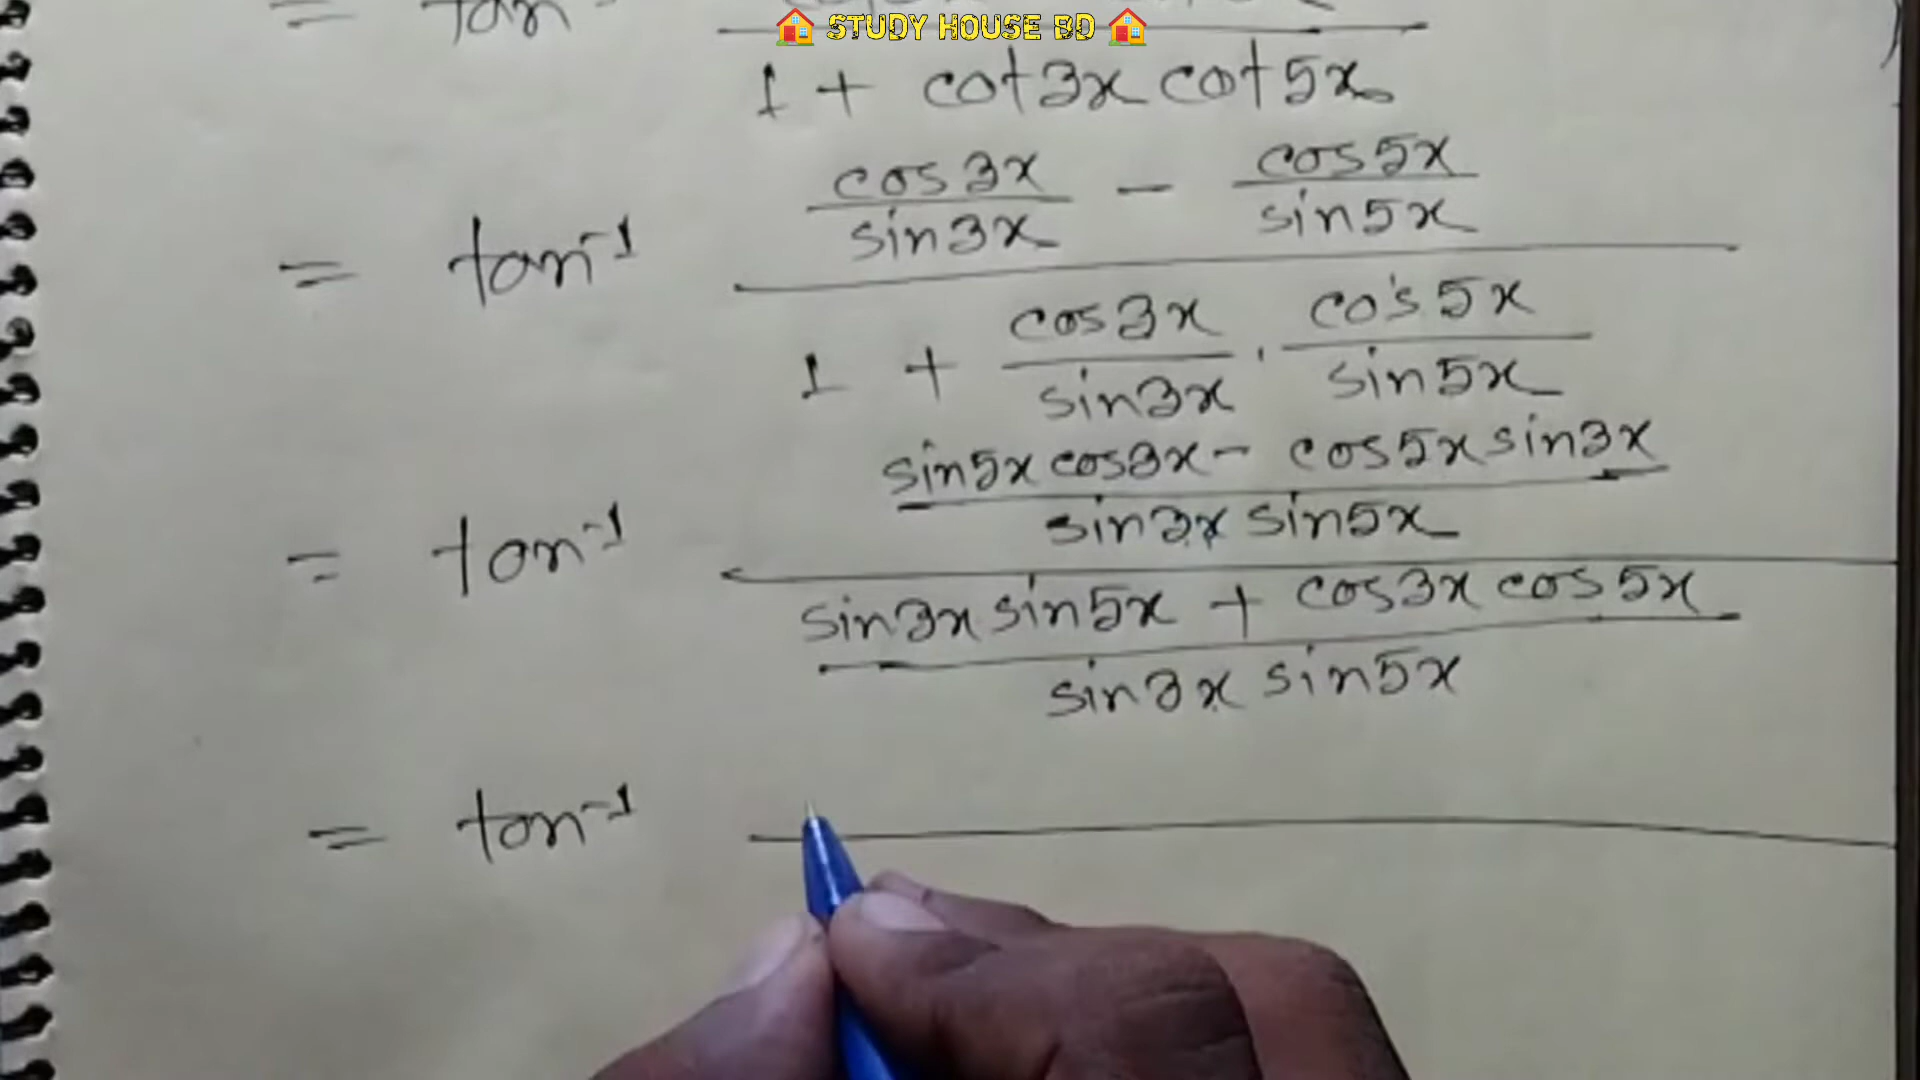 🏠 STUDY HOUSE BD 🏠
= tan
1 + cot3x cot5x
cos3x/sin3x − cos5x/sin5x
= tan⁻¹
1 + cos3x/sin3x . cos5x/sin5x
sin5x cos3x − cos5x sin3x
sin3x sin5x
= tan⁻¹
sin3x sin5x + cos3x cos5x
sin3x sin5x
= tan⁻¹